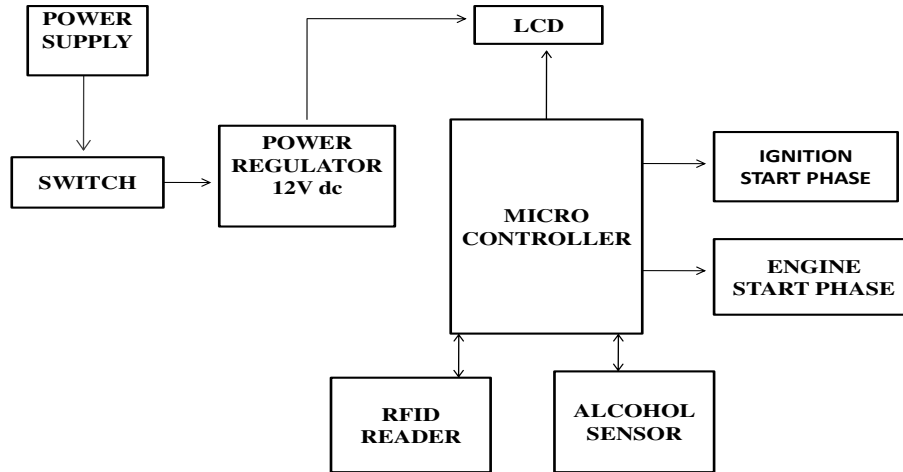 POWER
SUPPLY
LCD
POWER
REGULATOR
12V dc
SWITCH
MICRO
CONTROLLER
IGNITION
START PHASE
ENGINE
START PHASE
RFID
READER
ALCOHOL
SENSOR